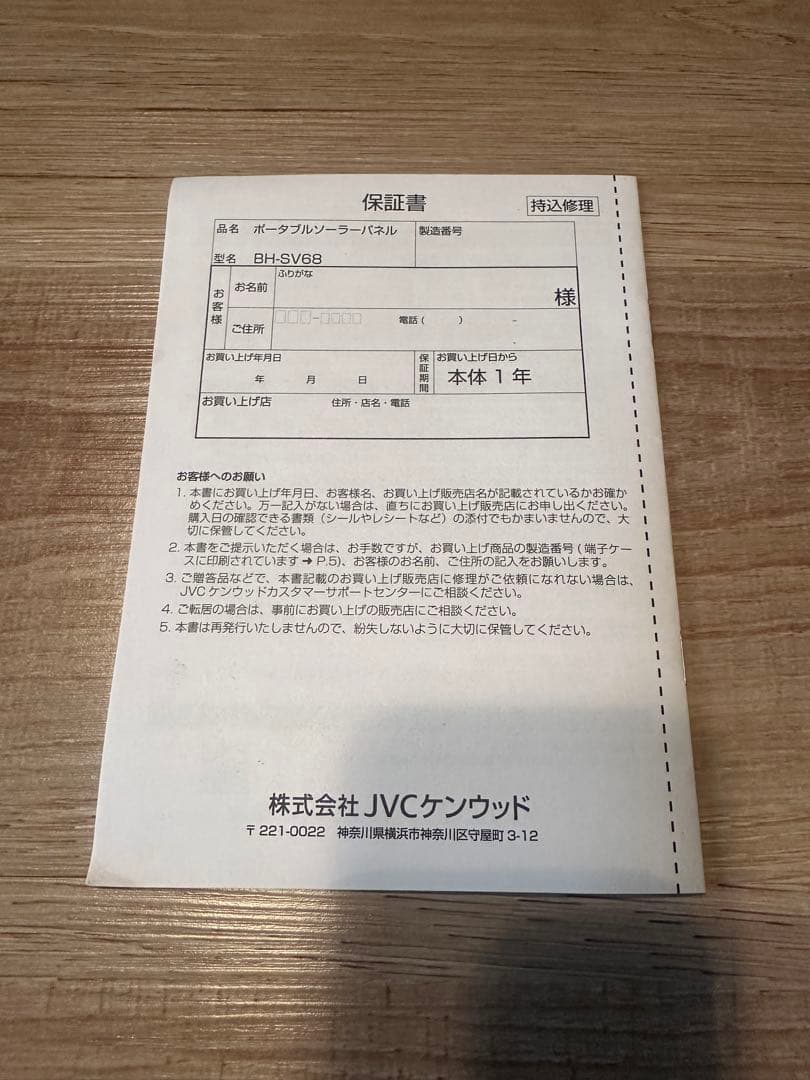 保証書
持込修理
品名 ポータブルソーラーパネル 製造番号
型名 BH-SV68
お客様
ふりがな
お名前
様
ご住所
電話( ) -
お買い上げ年月日
年 月 日
保証期間
お買い上げ日から
本体 1 年
お買い上げ店 住所・店名・電話
お客様へのお願い
1. 本書にお買い上げ年月日、お客様名、お買い上げ販売店名が記載されているかお確か
めください。万一記入がない場合は、直ちにお買い上げ販売店にお申し出ください。
購入日の確認できる書類（シールやレシートなど）の添付でもかまいませんので、大
切に保管してください。
2. 本書をご提示いただく場合は、お手数ですが、お買い上げ商品の製造番号 ( 端子ケー
スに印刷されています ➜ P.5)、お客様のお名前、ご住所の記入をお願いします。
3. ご贈答品などで、本書記載のお買い上げ販売店に修理がご依頼になれない場合は、
JVCケンウッドカスタマーサポートセンターにご相談ください。
4. ご転居の場合は、事前にお買い上げの販売店にご相談ください。
5. 本書は再発行いたしませんので、紛失しないように大切に保管してください。
株式会社 JVCケンウッド
〒221-0022 神奈川県横浜市神奈川区守屋町 3-12